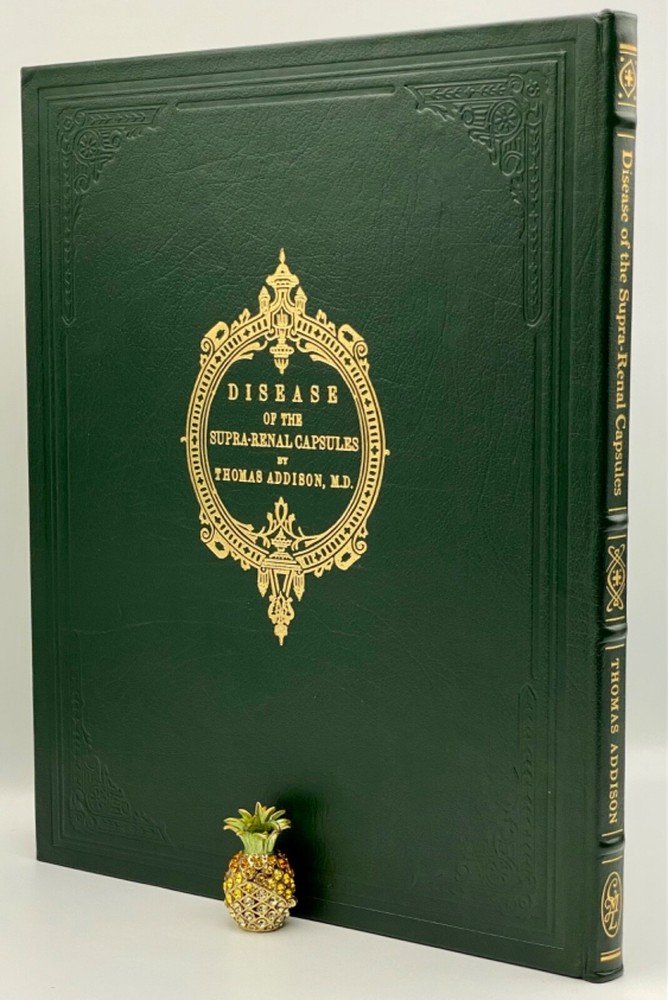 DISEASE
OF THE
SUPRA-RENAL CAPSULES
BY
THOMAS ADDISON, M.D.
Disease of the Supra-Renal Capsules
THOMAS ADDISON